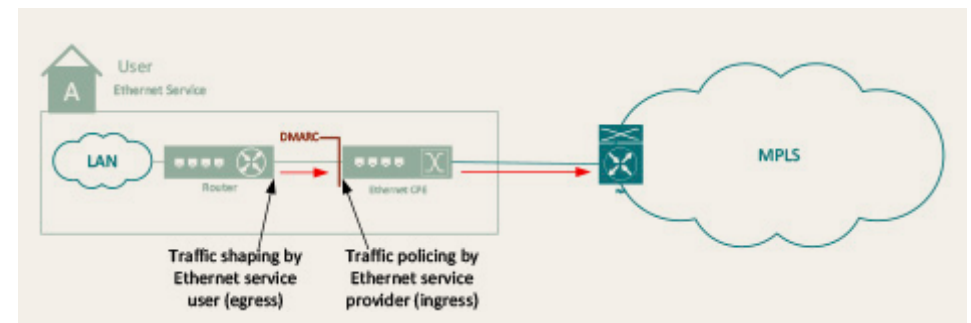 User
A
Ethernet Service
DMARC
LAN
MPLS
Router
Ethernet CPE
Traffic shaping by
Ethernet service
user (egress)
Traffic policing by
Ethernet service
provider (ingress)